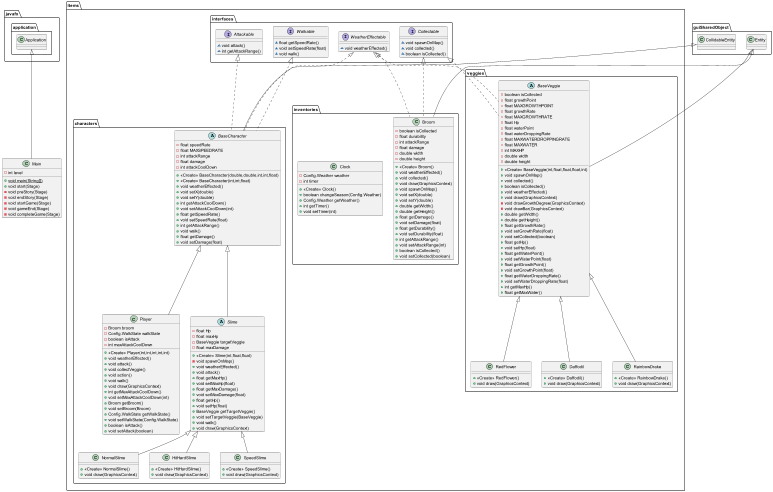 items
javafx
application
Application
interfaces
Attackable
void attack()
int getAttackRange()
Walkable
float getSpeedRate()
void setSpeedRate(float)
void walk()
WeatherEffectable
void weatherEffected()
Collectable
void spawnOnMap()
void collected()
boolean isCollected()
guiSharedObject
CollidableEntity
Entity
Main
int level
void main(String[])
void start(Stage)
void preStory(Stage)
void endStory(Stage)
void startGame(Stage)
void gameEnd(Stage)
void completeGame(Stage)
characters
BaseCharacter
float speedRate
float MAXSPEEDRATE
int attackRange
float damage
int attackCoolDown
<<Create>> BaseCharacter(double,double,int,int,float)
<<Create>> BaseCharacter(int,int,float)
void weatherEffected()
void setX(double)
void setY(double)
int getAttackCoolDown()
void setAttackCoolDown(int)
float getSpeedRate()
void setSpeedRate(float)
int getAttackRange()
void walk()
float getDamage()
void setDamage(float)
Player
Broom broom
Config.WalkState walkState
boolean isAttack
int maxAttackCoolDown
<<Create>> Player(int,int,int,int,int)
void weatherEffected()
void attack()
void collectVeggie()
void action()
void walk()
void draw(GraphicsContext)
int getMaxAttackCoolDown()
void setMaxAttackCoolDown(int)
Broom getBroom()
void setBroom(Broom)
Config.WalkState getWalkState()
void setWalkState(Config.WalkState)
boolean isAttack()
void setAttack(boolean)
Slime
float Hp
float maxHp
BaseVeggie targetVeggie
float maxDamage
<<Create>> Slime(int,float,float)
void spawnOnMap()
void weatherEffected()
void attack()
float getMaxHp()
void setMaxHp(float)
float getMaxDamage()
void setMaxDamage(float)
float getHp()
void setHp(float)
BaseVeggie getTargetVeggie()
void setTargetVeggie(BaseVeggie)
void walk()
void draw(GraphicsContext)
NormalSlime
<<Create>> NormalSlime()
void draw(GraphicsContext)
HitHardSlime
<<Create>> HitHardSlime()
void draw(GraphicsContext)
SpeedSlime
<<Create>> SpeedSlime()
void draw(GraphicsContext)
inventories
Clock
Config.Weather weather
int timer
<<Create>> Clock()
boolean changeSeason(Config.Weather)
Config.Weather getWeather()
int getTimer()
void setTimer(int)
Broom
boolean isCollected
float durability
int attackRange
float damage
double width
double height
<<Create>> Broom()
void weatherEffected()
void collected()
void draw(GraphicsContext)
void spawnOnMap()
void setX(double)
void setY(double)
double getWidth()
double getHeight()
float getDamage()
void setDamage(float)
float getDurability()
void setDurability(float)
int getAttackRange()
void setAttackRange(int)
boolean isCollected()
void setCollected(boolean)
veggies
BaseVeggie
boolean isCollected
float growthPoint
float MAXGROWTHPOINT
float growthRate
float MAXGROWTHRATE
float Hp
float waterPoint
float waterDroppingRate
float MAXWATERDROPPINGRATE
float MAXWATER
int MAXHP
double width
double height
<<Create>> BaseVeggie(int,float,float,float,int)
void spawnOnMap()
void collected()
boolean isCollected()
void weatherEffected()
void draw(GraphicsContext)
void drawGrowthDegree(GraphicsContext)
void drawBar(GraphicsContext)
double getWidth()
double getHeight()
float getGrowthRate()
void setGrowthRate(float)
void setCollected(boolean)
float getHp()
void setHp(float)
float getWaterPoint()
void setWaterPoint(float)
float getGrowthPoint()
void setGrowthPoint(float)
float getWaterDroppingRate()
void setWaterDroppingRate(float)
int getMaxHp()
float getMaxWater()
RedFlower
<<Create>> RedFlower()
void draw(GraphicsContext)
Daffodil
<<Create>> Daffodil()
void draw(GraphicsContext)
RainbowDrake
<<Create>> RainbowDrake()
void draw(GraphicsContext)